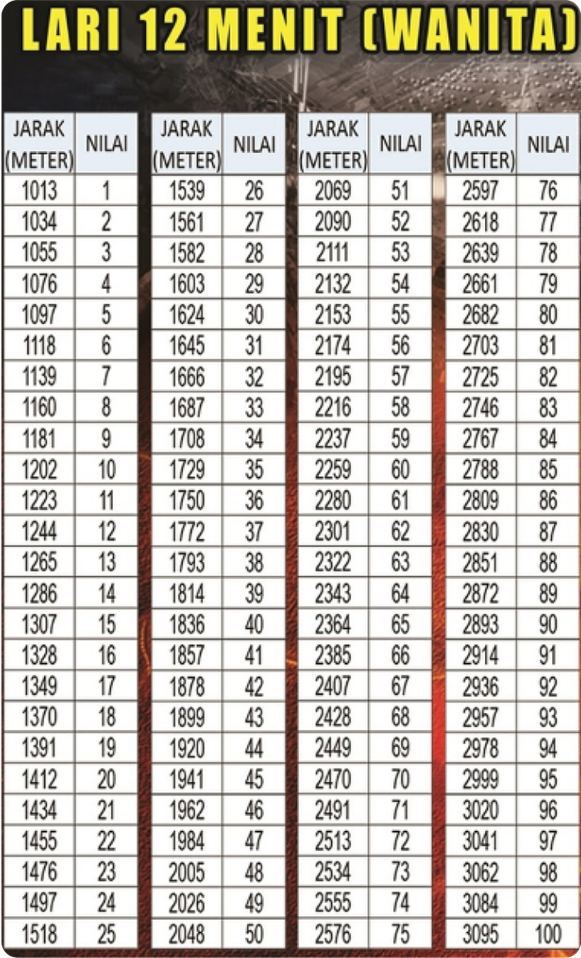 LARI 12 MENIT (WANITA)
JARAK (METER) NILAI JARAK (METER) NILAI JARAK (METER) NILAI JARAK (METER) NILAI
1013 1 1539 26 2069 51 2597 76
1034 2 1561 27 2090 52 2618 77
1055 3 1582 28 2111 53 2639 78
1076 4 1603 29 2132 54 2661 79
1097 5 1624 30 2153 55 2682 80
1118 6 1645 31 2174 56 2703 81
1139 7 1666 32 2195 57 2725 82
1160 8 1687 33 2216 58 2746 83
1181 9 1708 34 2237 59 2767 84
1202 10 1729 35 2259 60 2788 85
1223 11 1750 36 2280 61 2809 86
1244 12 1772 37 2301 62 2830 87
1265 13 1793 38 2322 63 2851 88
1286 14 1814 39 2343 64 2872 89
1307 15 1836 40 2364 65 2893 90
1328 16 1857 41 2385 66 2914 91
1349 17 1878 42 2407 67 2936 92
1370 18 1899 43 2428 68 2957 93
1391 19 1920 44 2449 69 2978 94
1412 20 1941 45 2470 70 2999 95
1434 21 1962 46 2491 71 3020 96
1455 22 1984 47 2513 72 3041 97
1476 23 2005 48 2534 73 3062 98
1497 24 2026 49 2555 74 3084 99
1518 25 2048 50 2576 75 3095 100